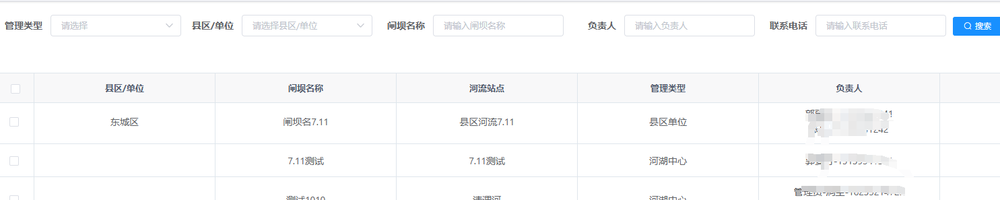 管理类型 请选择 县区/单位 请选择县区/单位 闸坝名称 请输入闸坝名称 负责人 请输入负责人 联系电话 请输入联系电话 搜索
县区/单位 闸坝名称 河流站点 管理类型 负责人
东城区 闸坝名7.11 县区河流7.11 县区单位
1242
7.11测试 7.11测试 河湖中心
测试1010 清潩河 河湖中心 管理员